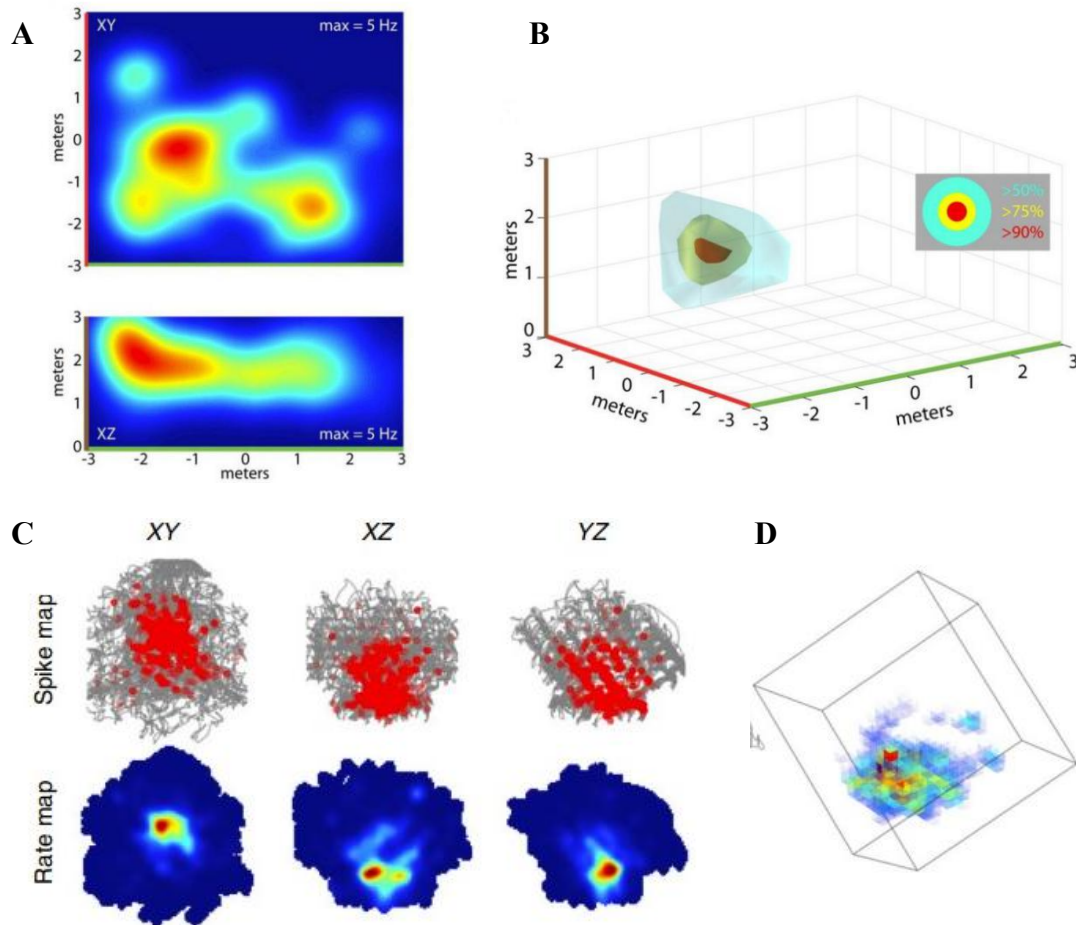 A
XY
max = 5 Hz
3
2
1
0
-1
-2
-3
meters
3
2
1
0
meters
XZ
max = 5 Hz
-3 -2 -1 0 1 2 3
meters
B
3
2
1
0
meters
>50%
>75%
>90%
3 2 1 0 -1 -2 -3
meters
-3 -2 -1 0 1 2 3
meters
C
XY XZ YZ
Spike map
Rate map
D